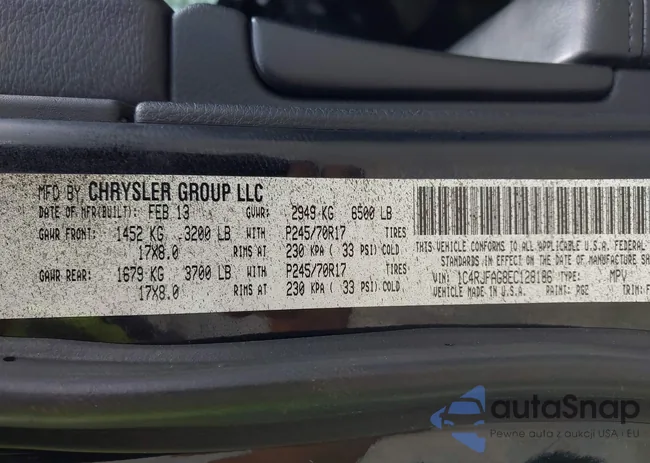 MFD BY CHRYSLER GROUP LLC
DATE OF MFR(BUILT): FEB 13 GVWR: 2949 KG 6500 LB
GAWR FRONT: 1452 KG 3200 LB WITH P245/70R17 TIRES
17X8.0 RIMS AT 230 KPA ( 33 PSI) COLD
GAWR REAR: 1679 KG 3700 LB WITH P245/70R17 TIRES
17X8.0 RIMS AT 230 KPA ( 33 PSI) COLD
THIS VEHICLE CONFORMS TO ALL APPLICABLE U.S.A. FEDERAL
STANDARDS IN EFFECT ON THE DATE OF MANUFACTURE SH
VIN: 1C4RJFAG8EC128186 TYPE: MPV
VEHICLE MADE IN U.S.A. PAINT: TRIM:
autaSnap
Pewne auto z aukcji USA i EU